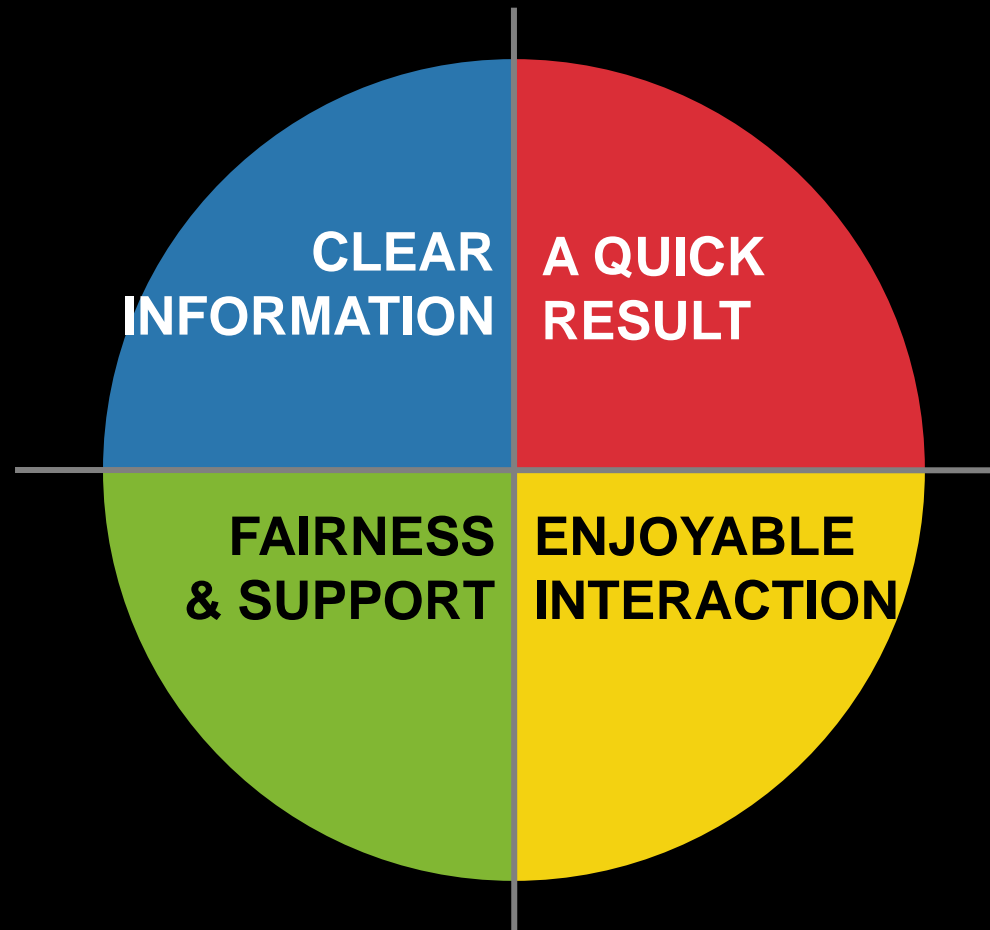 CLEAR
INFORMATION
A QUICK
RESULT
FAIRNESS
& SUPPORT
ENJOYABLE
INTERACTION